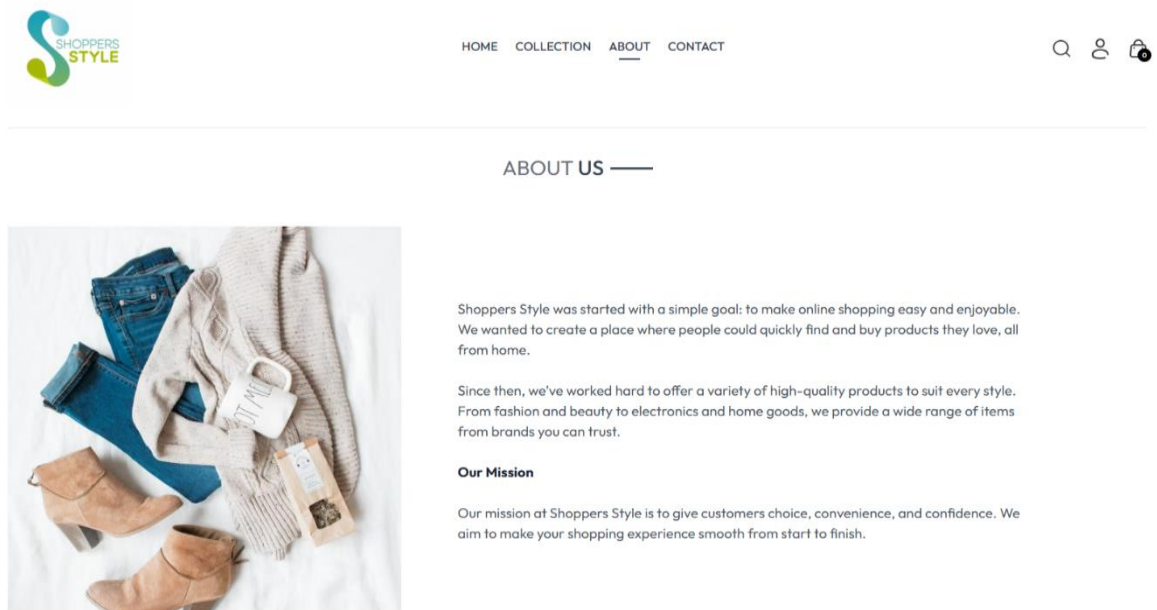 SHOPPERS
STYLE
HOME COLLECTION ABOUT CONTACT
0
ABOUT US
Shoppers Style was started with a simple goal: to make online shopping easy and enjoyable.
We wanted to create a place where people could quickly find and buy products they love, all
from home.
Since then, we've worked hard to offer a variety of high-quality products to suit every style.
From fashion and beauty to electronics and home goods, we provide a wide range of items
from brands you can trust.
Our Mission
Our mission at Shoppers Style is to give customers choice, convenience, and confidence. We
aim to make your shopping experience smooth from start to finish.